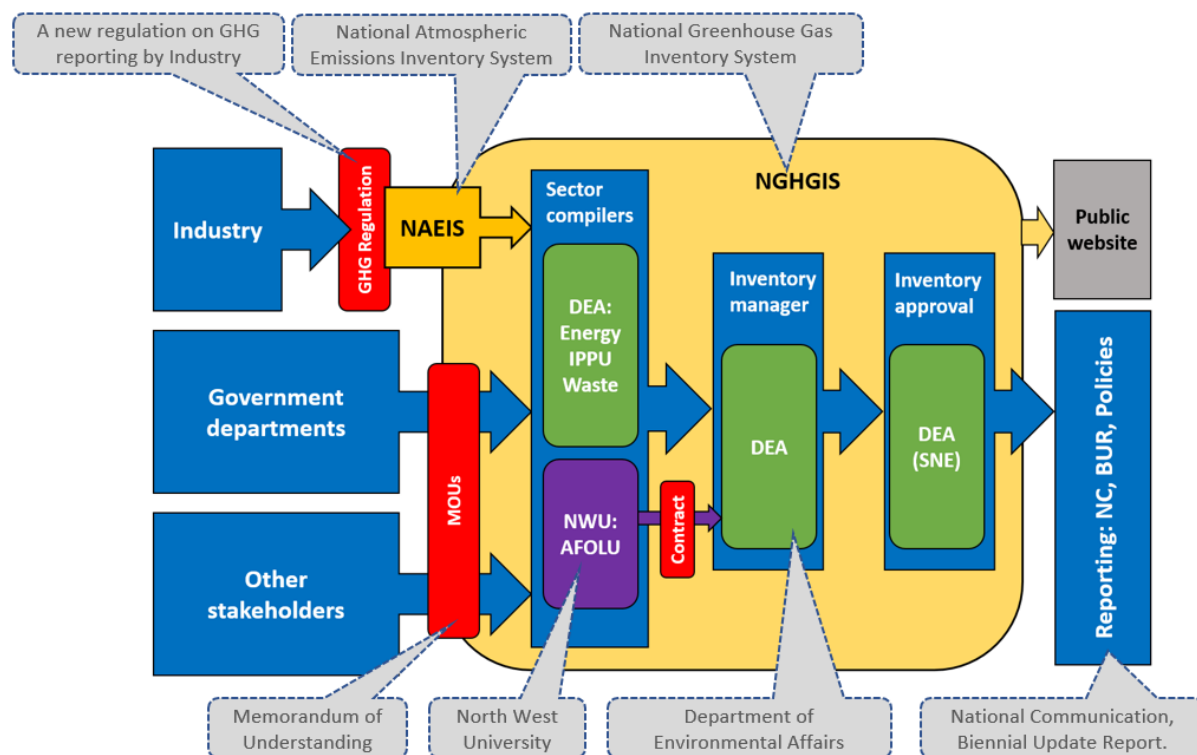 A new regulation on GHG
reporting by Industry
National Atmospheric
Emissions Inventory System
National Greenhouse Gas
Inventory System
Industry
GHG Regulation
NAEIS
Sector
compilers
NGHGIS
Public
website
DEA:
Energy
IPPU
Waste
Inventory
manager
Inventory
approval
Government
departments
MOUs
DEA
DEA
(SNE)
Reporting: NC, BUR, Policies
NWU:
AFOLU
Contract
Other
stakeholders
Memorandum of
Understanding
North West
University
Department of
Environmental Affairs
National Communication,
Biennial Update Report.